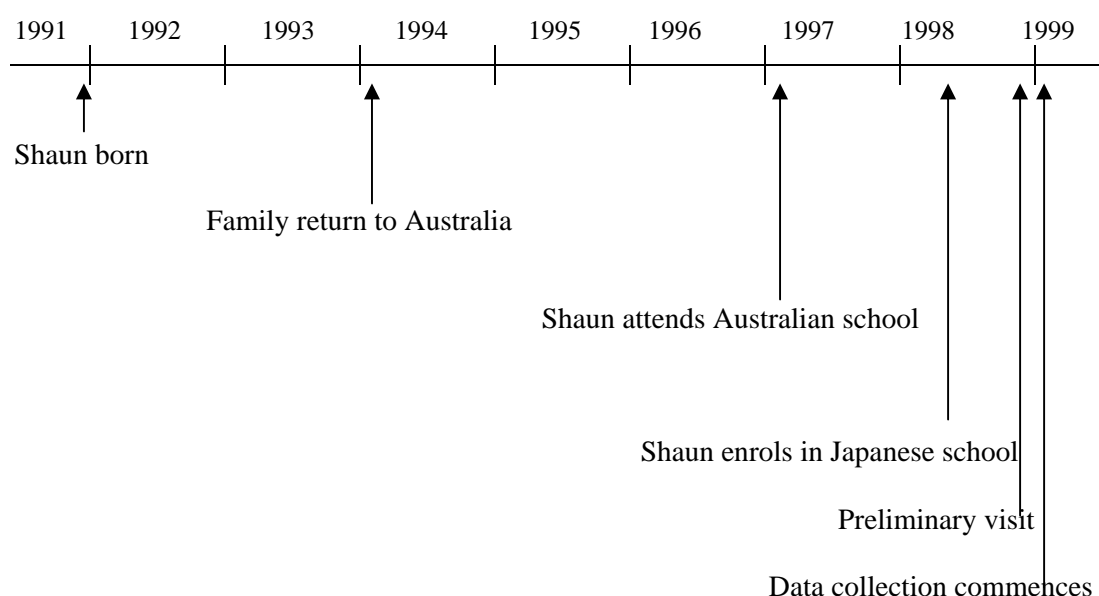 1991 1992 1993 1994 1995 1996 1997 1998 1999
Shaun born
Family return to Australia
Shaun attends Australian school
Shaun enrols in Japanese school
Preliminary visit
Data collection commences